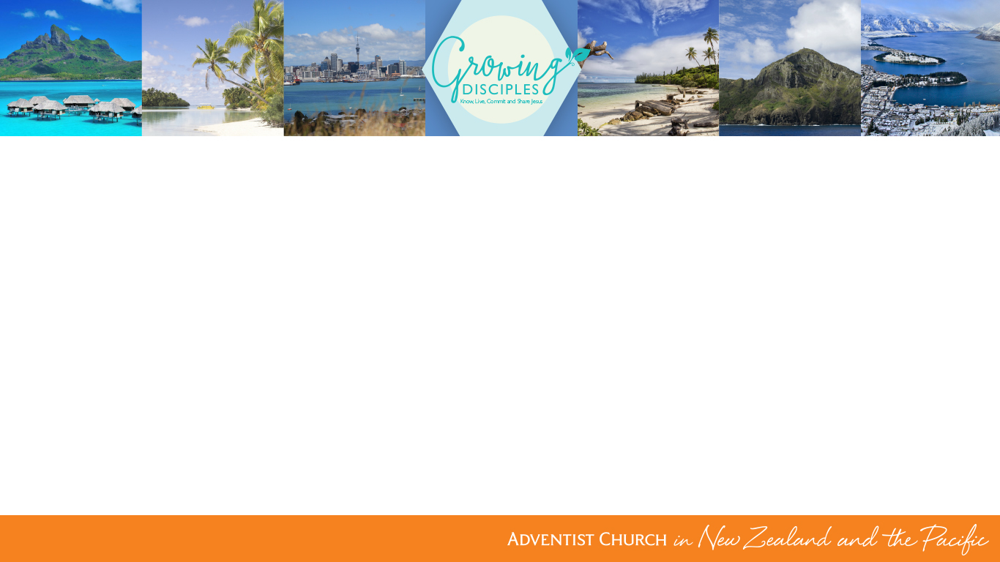 Growing
DISCIPLES
Know, Live, Commit and Share Jesus
ADVENTIST CHURCH in New Zealand and the Pacific